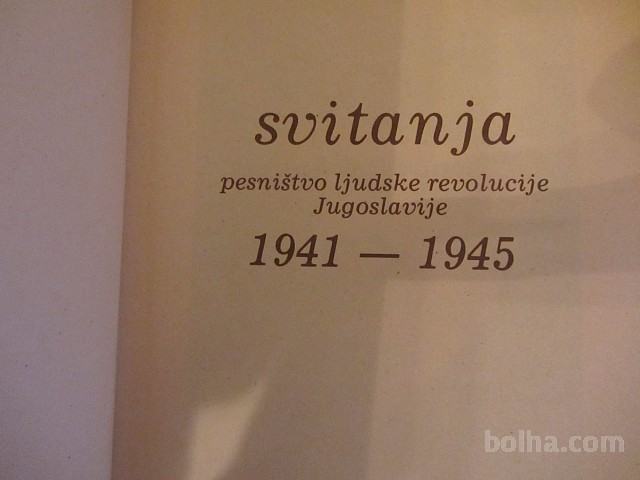 svitanja
pesništvo ljudske revolucije
Jugoslavije
1941 — 1945
bolha.com